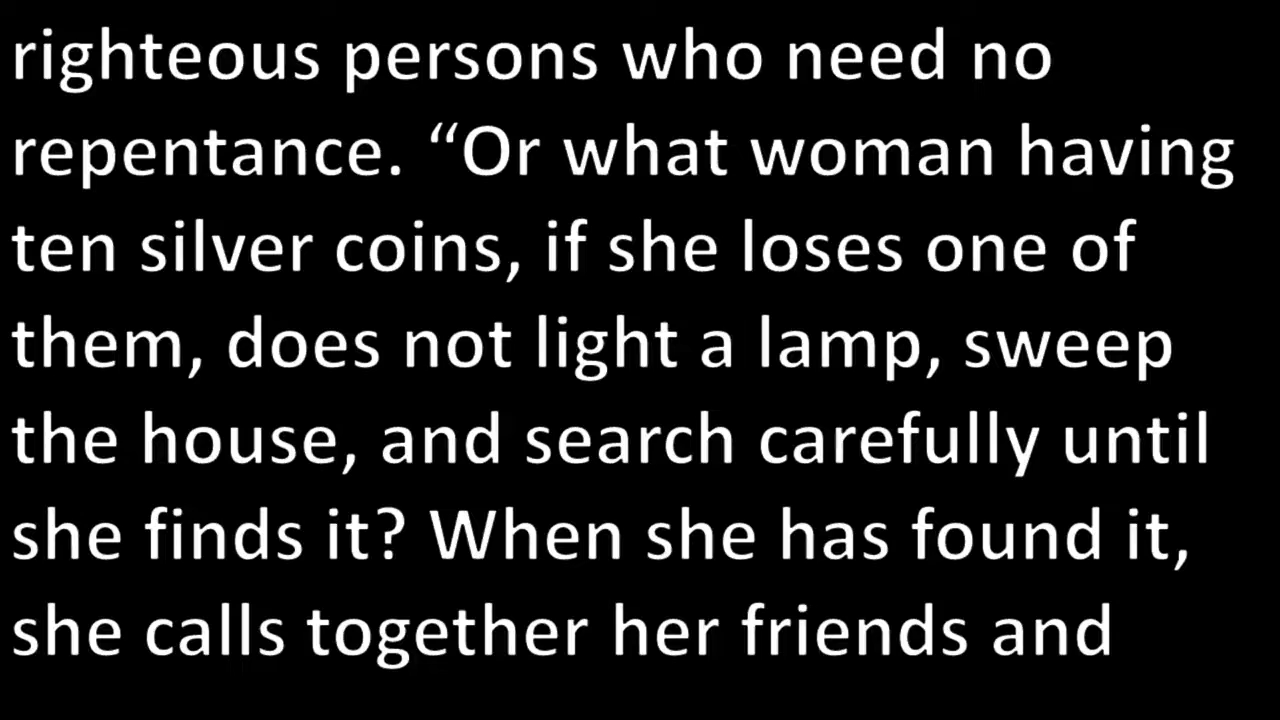 righteous persons who need no
repentance. “Or what woman having
ten silver coins, if she loses one of
them, does not light a lamp, sweep
the house, and search carefully until
she finds it? When she has found it,
she calls together her friends and